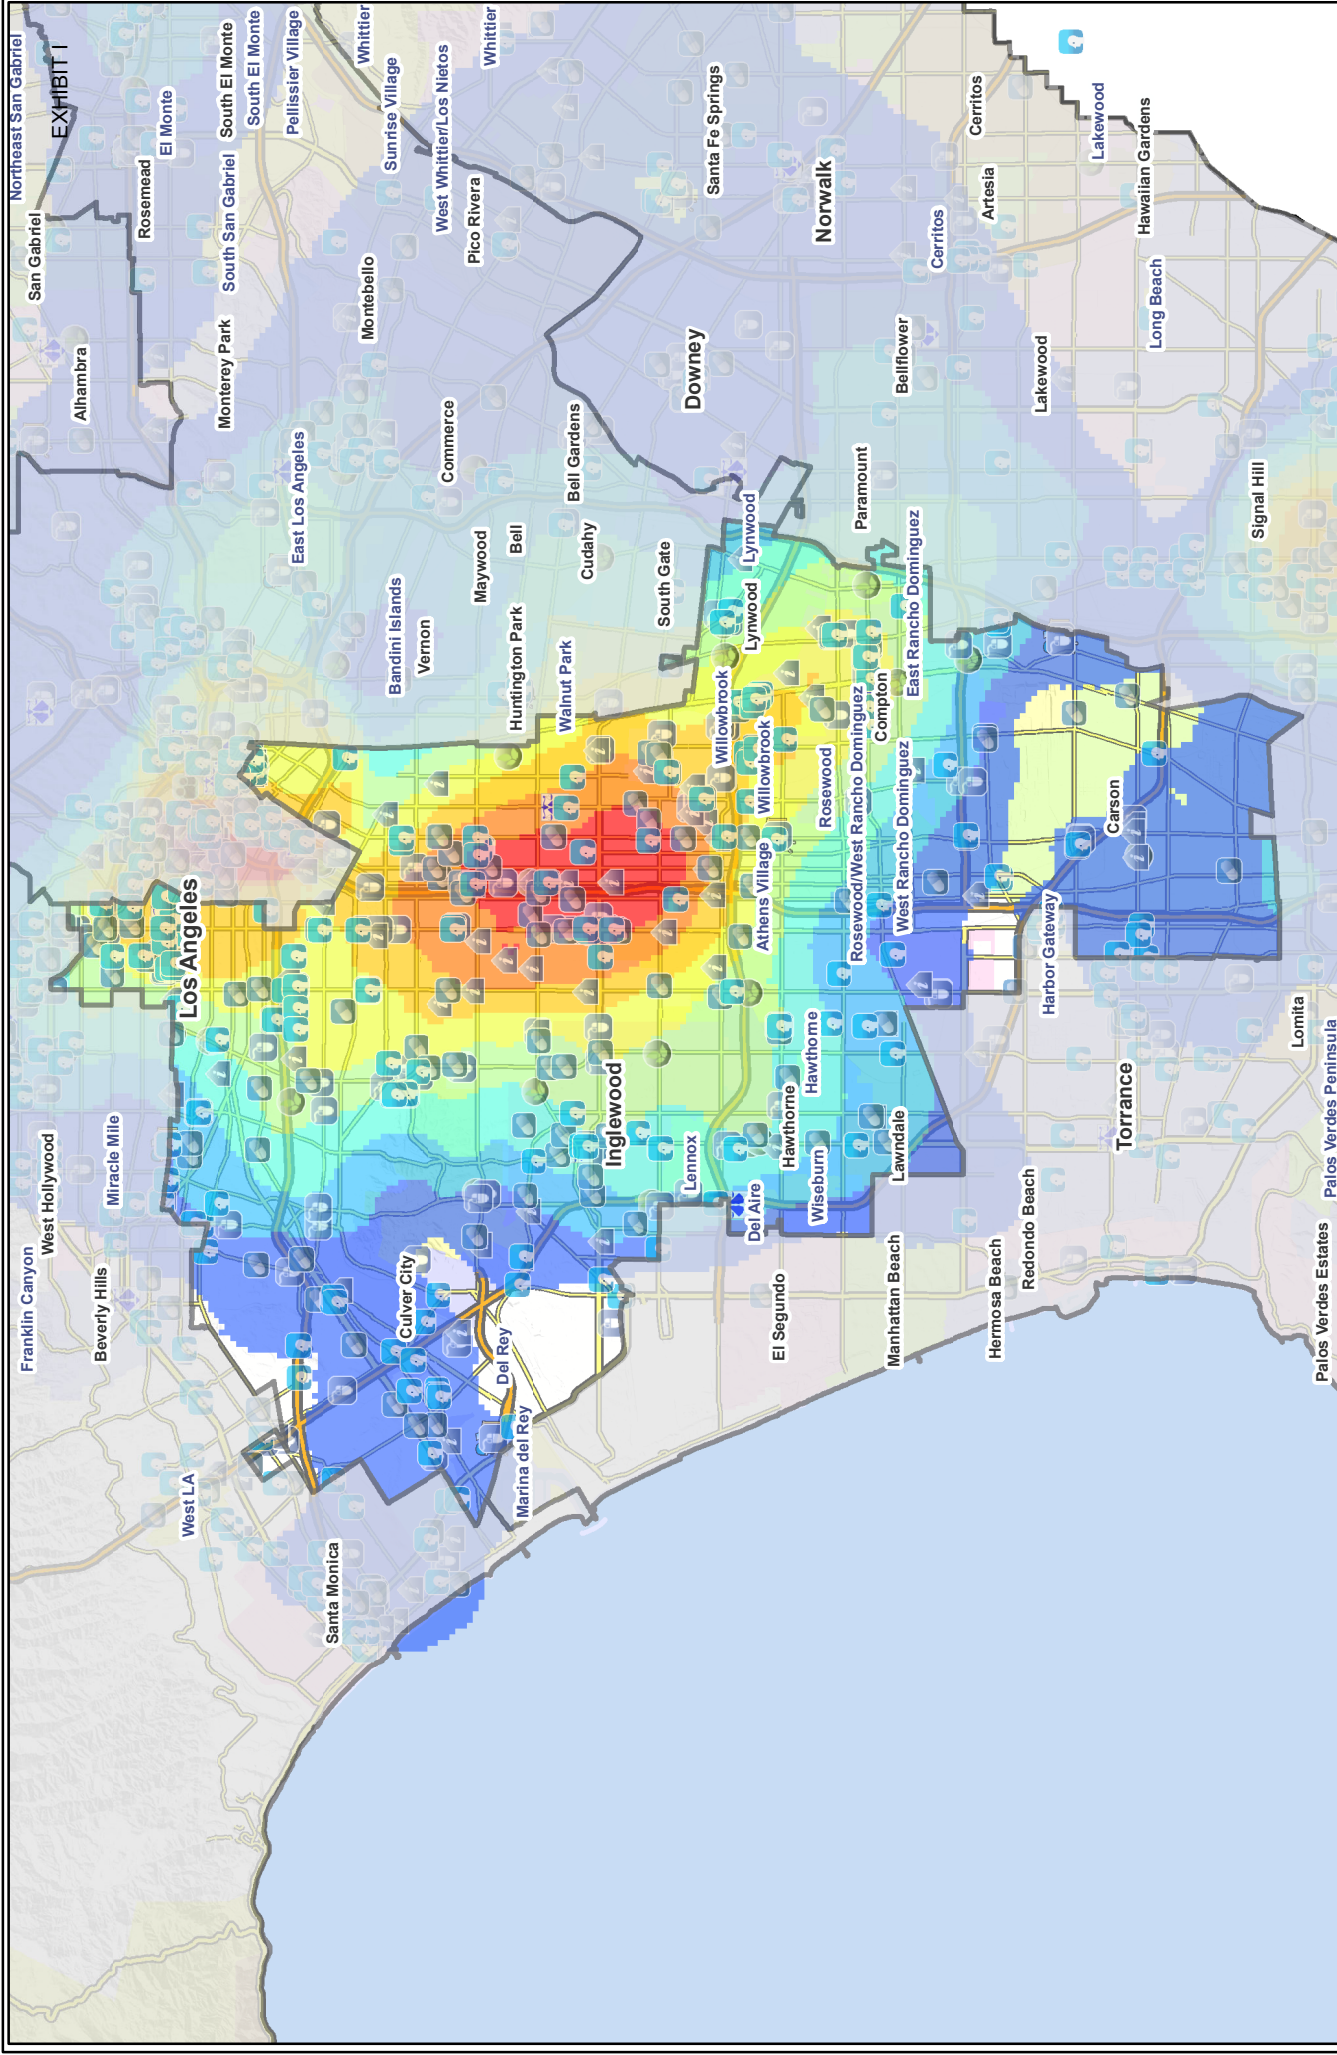 Franklin Canyon
Northeast San Gabriel
West Hollywood
San Gabriel
EXHIBIT I
Beverly Hills
Alhambra
Miracle Mile
Rosemead
El Monte
West LA
Los Angeles
Monterey Park
South San Gabriel
South El Monte
South El Monte
Pellissier Village
East Los Angeles
Santa Monica
Montebello
Whittier
Sunrise Village
Bandini Islands
Culver City
Vernon
Commerce
West Whittier/Los Nietos
Pico Rivera
Maywood
Whittier
Del Rey
Marina del Rey
Huntington Park
Bell
Walnut Park
Bell Gardens
Cudahy
Inglewood
South Gate
Lennox
Downey
Santa Fe Springs
Willowbrook
Del Aire
Lynwood
Lynwood
Athens Village
Willowbrook
El Segundo
Hawthorne
Hawthorne
Wiseburn
Rosewood
Norwalk
Rosewood/West Rancho Dominguez
Paramount
Compton
Manhattan Beach
Lawndale
West Rancho Dominguez
East Rancho Dominguez
Bellflower
Cerritos
Cerritos
Artesia
Hermosa Beach
Redondo Beach
Harbor Gateway
Lakewood
Lakewood
Torrance
Carson
Hawaiian Gardens
Long Beach
Signal Hill
Lomita
Palos Verdes Estates
Palos Verdes Peninsula